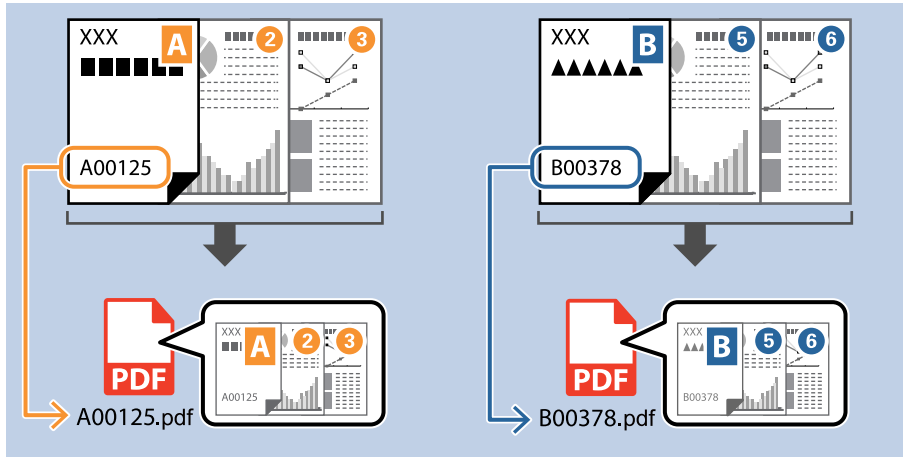 XXX
A
2
3
A00125
XXX
B
5
6
B00378
PDF
XXX
A
2
3
A00125
A00125.pdf
PDF
XXX
B
5
6
B00378
B00378.pdf